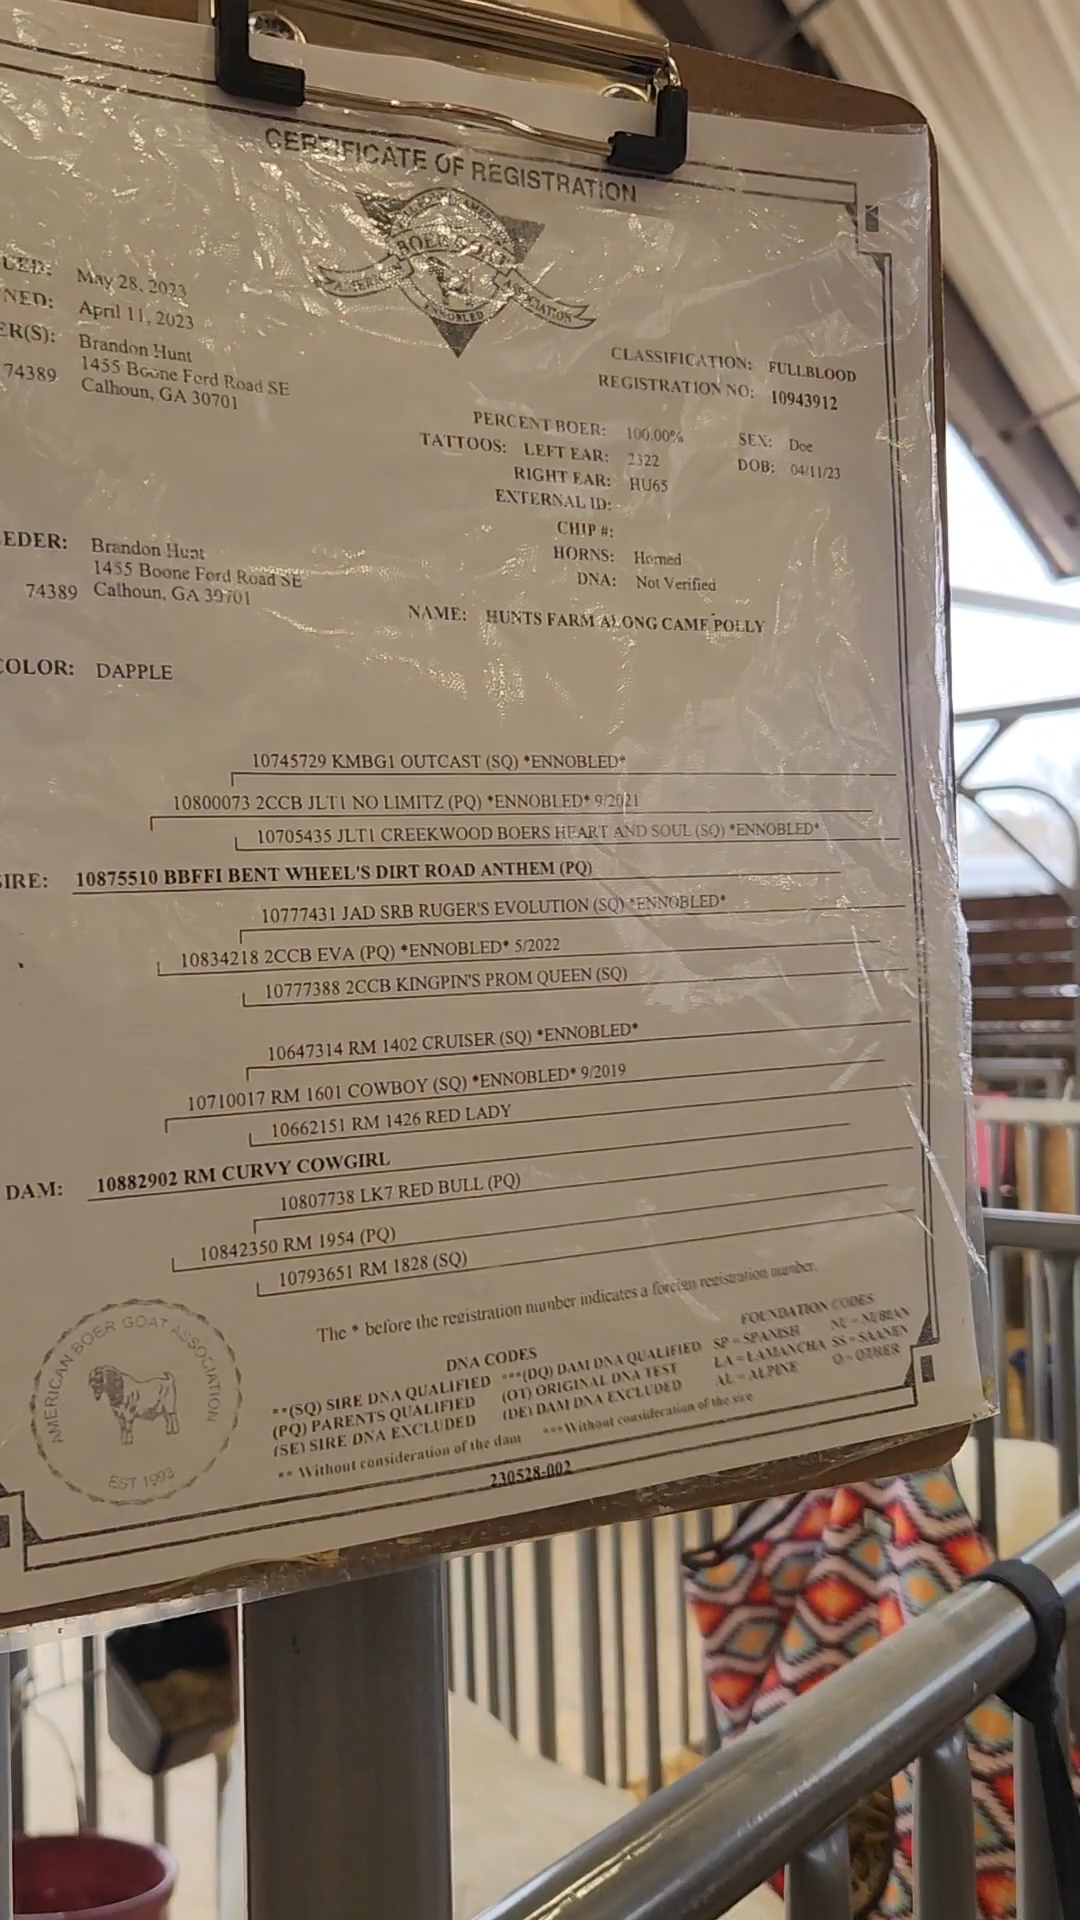 CERTIFICATE OF REGISTRATION
AMERICAN BOER GOAT ASSOCIATION
ENNOBLED
UED: May 28, 2023
NED: April 11, 2023
ER(S): Brandon Hunt
1455 Boone Ford Road SE
74389 Calhoun, GA 30701
CLASSIFICATION: FULLBLOOD
REGISTRATION NO: 10943912
PERCENT BOER: 100.00% SEX: Doe
TATTOOS: LEFT EAR: 2322 DOB: 04/11/23
RIGHT EAR: HU65
EXTERNAL ID:
CHIP #:
HORNS: Horned
DNA: Not Verified
EEDER: Brandon Hunt
1455 Boone Ford Road SE
74389 Calhoun, GA 30701
NAME: HUNTS FARM ALONG CAME POLLY
COLOR: DAPPLE
10745729 KMBG1 OUTCAST (SQ) *ENNOBLED*
10800073 2CCB JLT1 NO LIMITZ (PQ) *ENNOBLED* 9/2021
10705435 JLT1 CREEKWOOD BOERS HEART AND SOUL (SQ) *ENNOBLED*
SIRE: 10875510 BBFFI BENT WHEEL'S DIRT ROAD ANTHEM (PQ)
10777431 JAD SRB RUGER'S EVOLUTION (SQ) *ENNOBLED*
10834218 2CCB EVA (PQ) *ENNOBLED* 5/2022
10777388 2CCB KINGPIN'S PROM QUEEN (SQ)
10647314 RM 1402 CRUISER (SQ) *ENNOBLED*
10710017 RM 1601 COWBOY (SQ) *ENNOBLED* 9/2019
10662151 RM 1426 RED LADY
DAM: 10882902 RM CURVY COWGIRL
10807738 LK7 RED BULL (PQ)
10842350 RM 1954 (PQ)
10793651 RM 1828 (SQ)
The * before the registration number indicates a foreign registration number.
AMERICAN BOER GOAT ASSOCIATION
EST 1993
DNA CODES
**(SQ) SIRE DNA QUALIFIED ***(DQ) DAM DNA QUALIFIED
(PQ) PARENTS QUALIFIED (OT) ORIGINAL DNA TEST
(SE) SIRE DNA EXCLUDED (DE) DAM DNA EXCLUDED
** Without consideration of the dam ***Without consideration of the sire
FOUNDATION CODES
SP = SPANISH NU = NUBIAN
LA = LAMANCHA SS = SAANEN
AL = ALPINE O = OTHER
230528-002